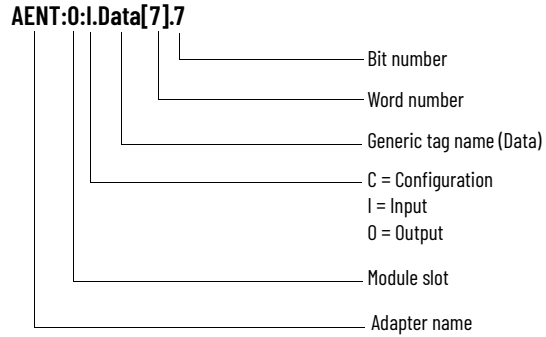 AENT:0:I.Data[7].7
Bit number
Word number
Generic tag name (Data)
C = Configuration
I = Input
O = Output
Module slot
Adapter name